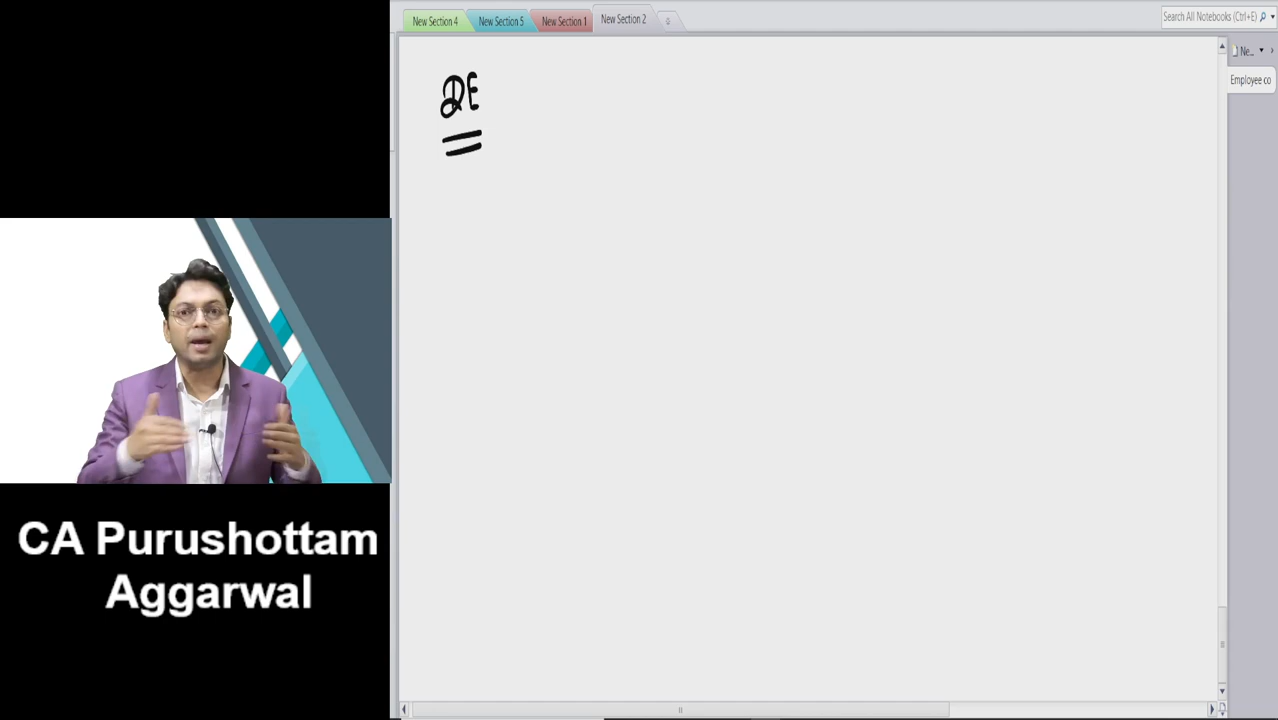 New Section 4
New Section 5
New Section 1
New Section 2
Search All Notebooks (Ctrl+E)
Ne...
Employee co
CA Purushottam
Aggarwal